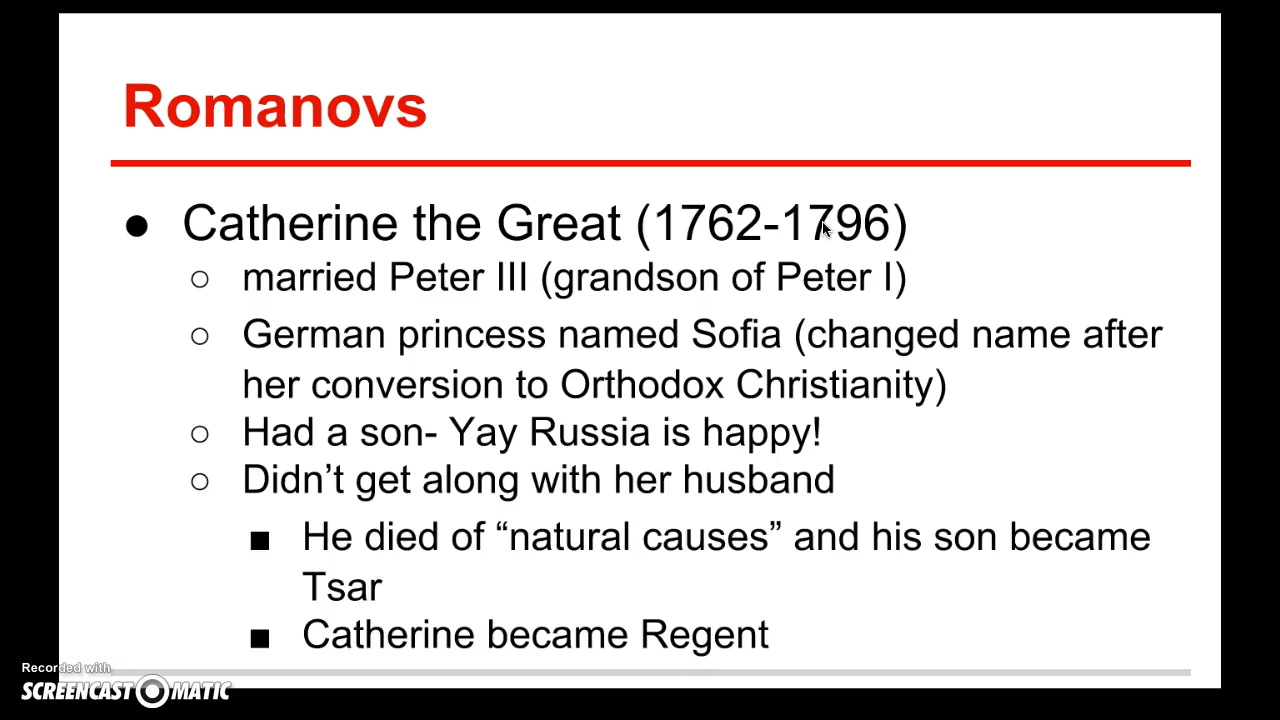 Romanovs
● Catherine the Great (1762-1796)
○ married Peter III (grandson of Peter I)
○ German princess named Sofia (changed name after
her conversion to Orthodox Christianity)
○ Had a son- Yay Russia is happy!
○ Didn’t get along with her husband
■ He died of “natural causes” and his son became
Tsar
■ Catherine became Regent
Recorded with
SCREENCAST MATIC